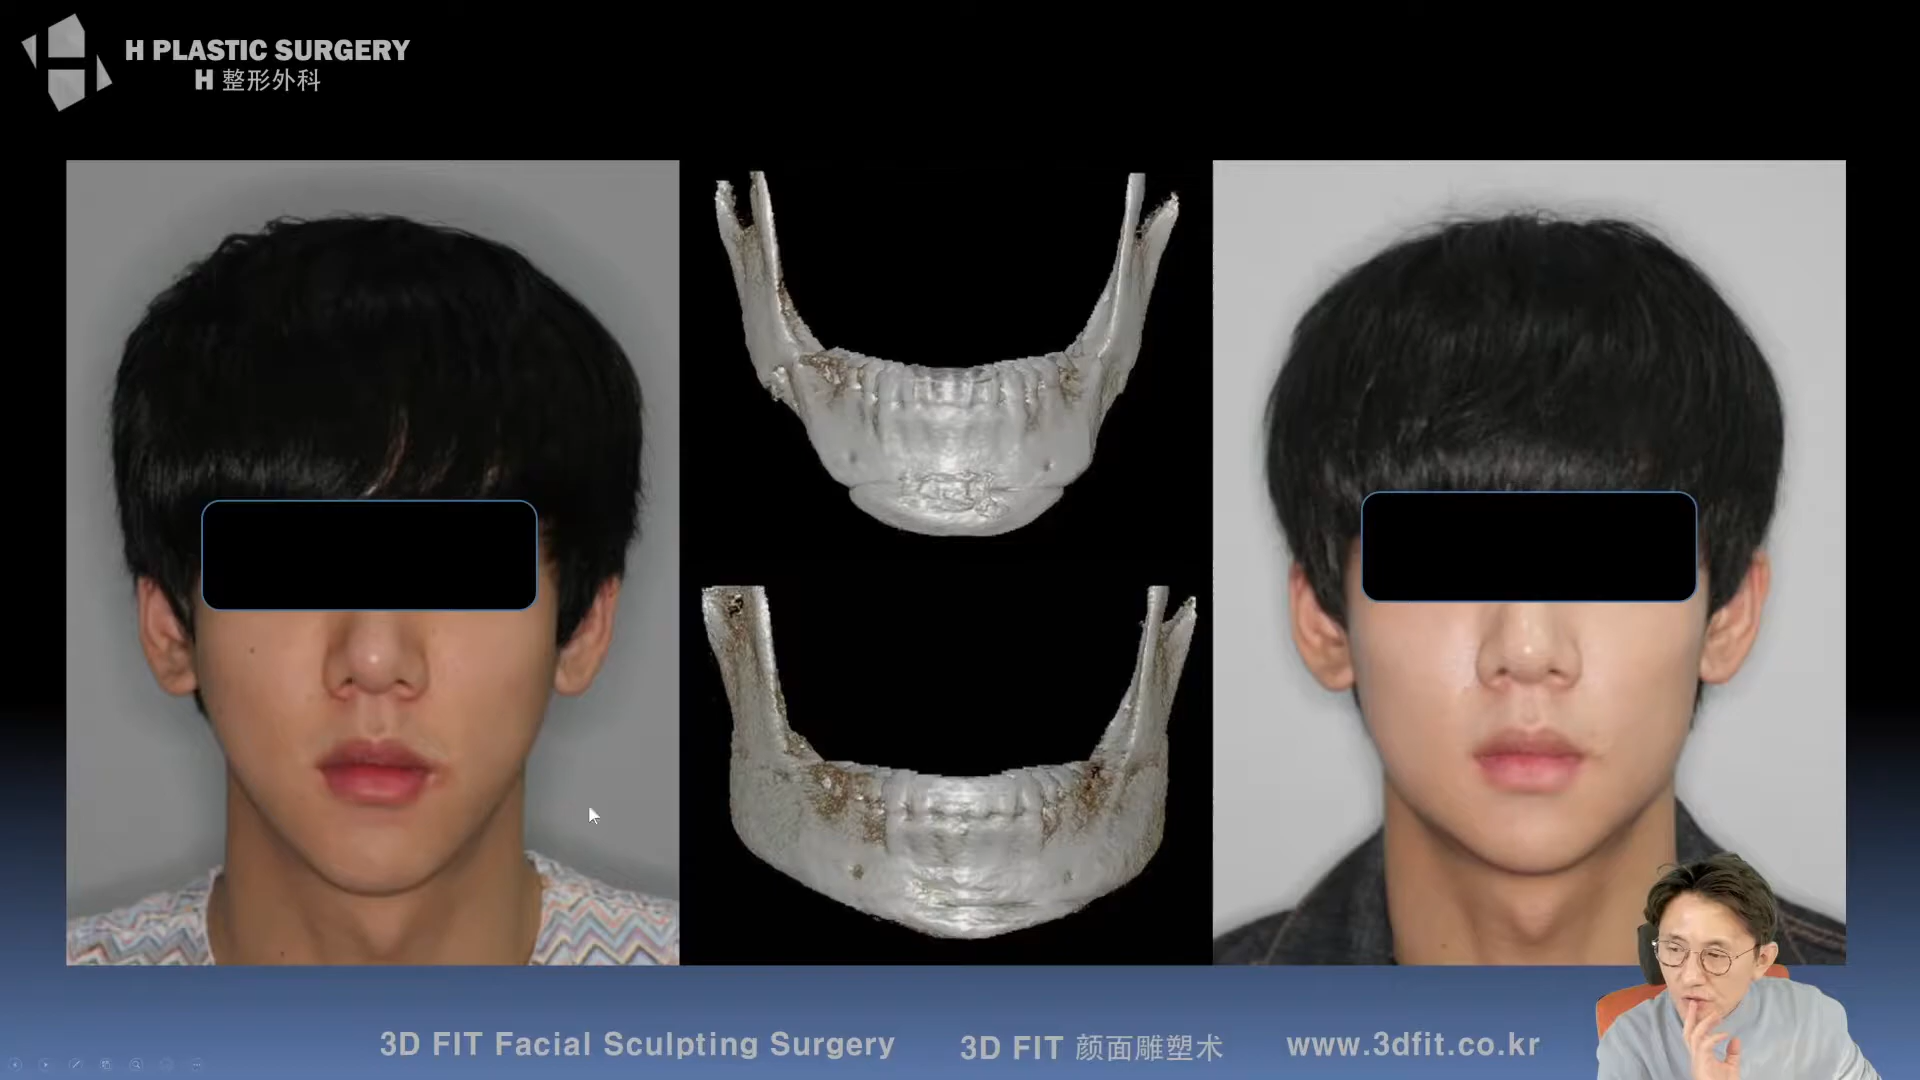 H PLASTIC SURGERY
H 整形外科
3D FIT Facial Sculpting Surgery
3D FIT 颜面雕塑术
www.3dfit.co.kr